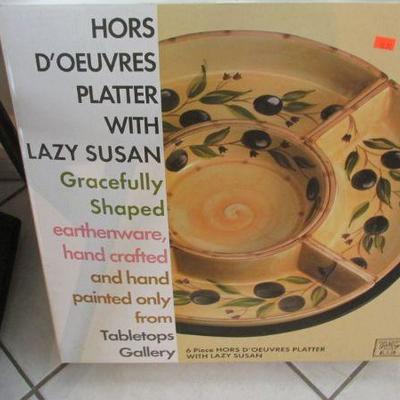 HORS
D'OEUVRES
PLATTER
WITH
LAZY SUSAN
Gracefully
Shaped
earthenware,
hand crafted
and hand
painted only
from
Tabletops
Gallery
6 Piece HORS D'OEUVRES PLATTER
WITH LAZY SUSAN